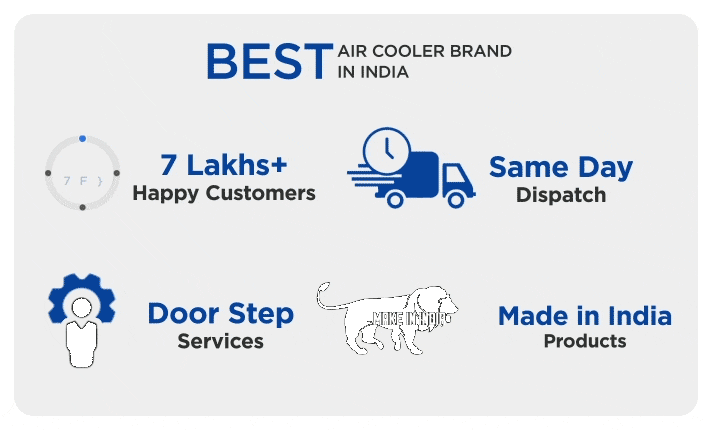 BEST AIR COOLER BRAND
IN INDIA
7 F }
7 Lakhs+
Happy Customers
Same Day
Dispatch
Door Step
Services
MAKE IN INDIA
Made in India
Products